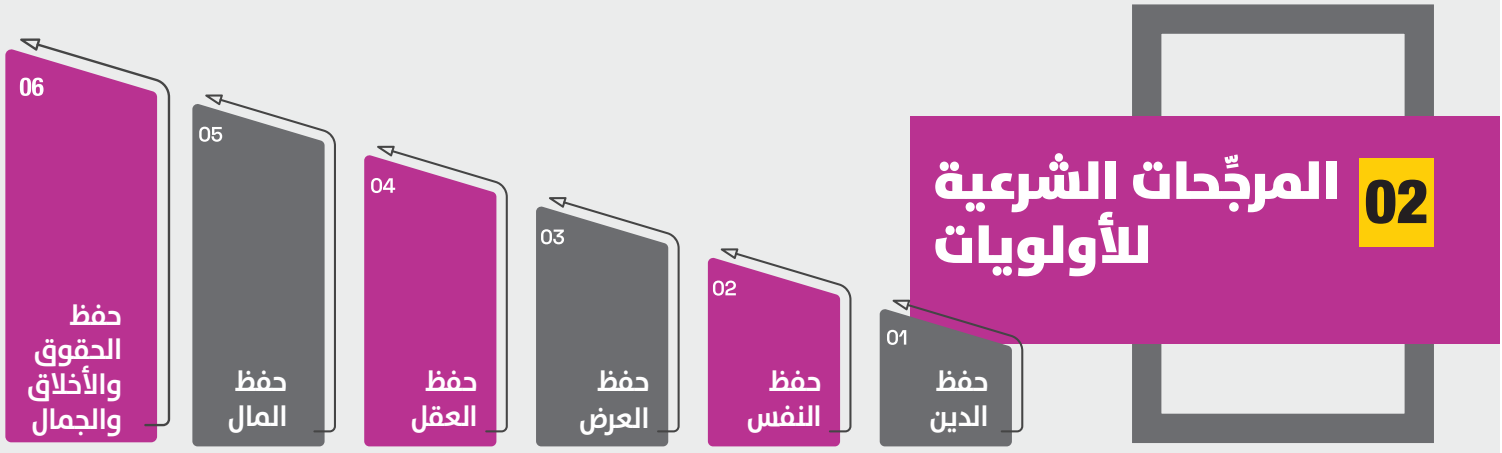 02
المرجِّحات الشرعية
للأولويات
01
حفظ
الدين
02
حفظ
النفس
03
حفظ
العرض
04
حفظ
العقل
05
حفظ
المال
06
حفظ
الحقوق
والأخلاق
والجمال